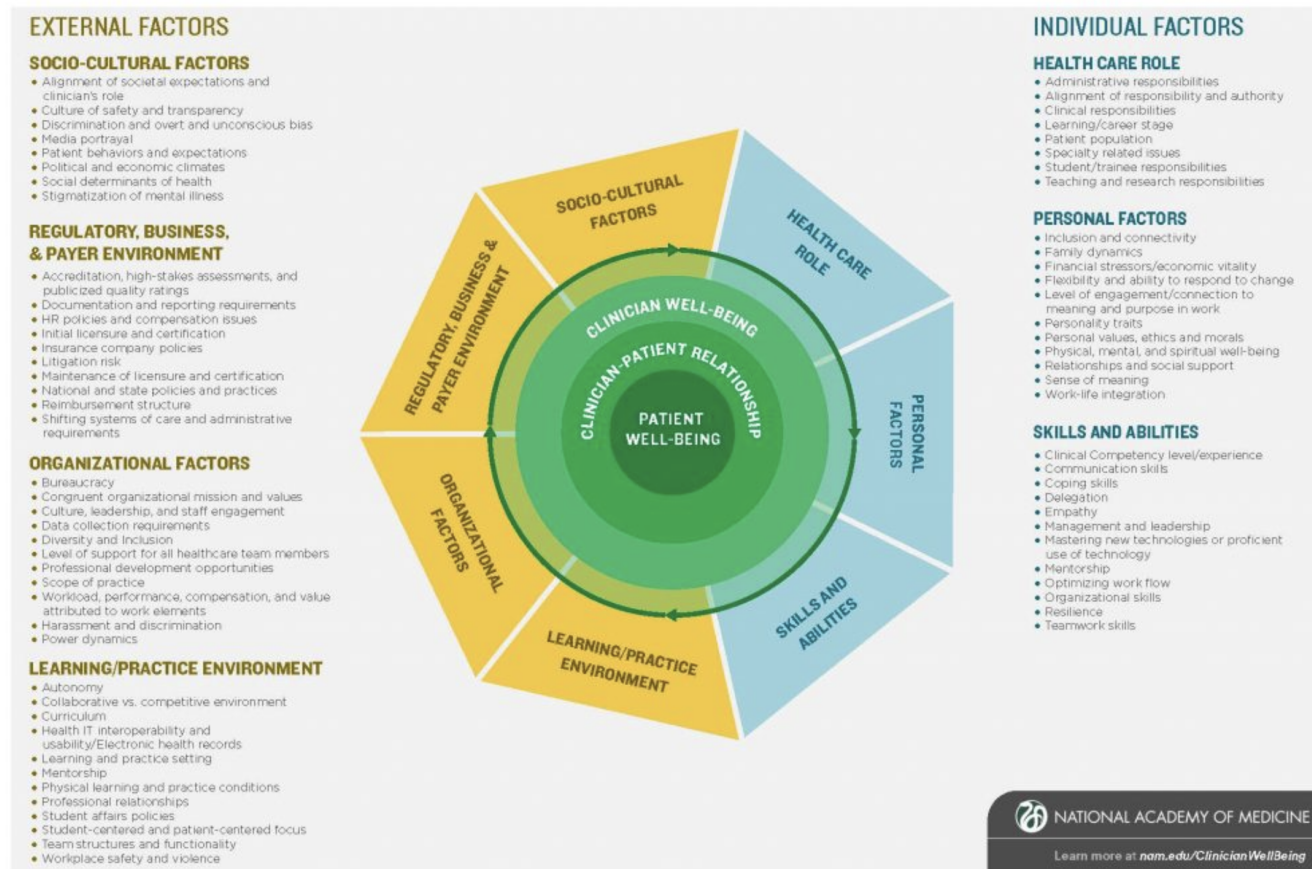 EXTERNAL FACTORS
SOCIO-CULTURAL FACTORS
• Alignment of societal expectations and
clinician's role
• Culture of safety and transparency
• Discrimination and overt and unconscious bias
• Media portrayal
• Patient behaviors and expectations
• Political and economic climates
• Social determinants of health
• Stigmatization of mental illness
REGULATORY, BUSINESS,
& PAYER ENVIRONMENT
• Accreditation, high-stakes assessments, and
publicized quality ratings
• Documentation and reporting requirements
• HR policies and compensation issues
• Initial licensure and certification
• Insurance company policies
• Litigation risk
• Maintenance of licensure and certification
• National and state policies and practices
• Reimbursement structure
• Shifting systems of care and administrative
requirements
ORGANIZATIONAL FACTORS
• Bureaucracy
• Congruent organizational mission and values
• Culture, leadership, and staff engagement
• Data collection requirements
• Diversity and Inclusion
• Level of support for all healthcare team members
• Professional development opportunities
• Scope of practice
• Workload, performance, compensation, and value
attributed to work elements
• Harassment and discrimination
• Power dynamics
LEARNING/PRACTICE ENVIRONMENT
• Autonomy
• Collaborative vs. competitive environment
• Curriculum
• Health IT interoperability and
usability/Electronic health records
• Learning and practice setting
• Mentorship
• Physical learning and practice conditions
• Professional relationships
• Student affairs policies
• Student-centered and patient-centered focus
• Team structures and functionality
• Workplace safety and violence
SOCIO-CULTURAL
FACTORS
HEALTH CARE
ROLE
REGULATORY, BUSINESS &
PAYER ENVIRONMENT
CLINICIAN WELL-BEING
CLINICIAN-PATIENT RELATIONSHIP
PATIENT
WELL-BEING
PERSONAL
FACTORS
ORGANIZATIONAL
FACTORS
SKILLS AND
ABILITIES
LEARNING/PRACTICE
ENVIRONMENT
INDIVIDUAL FACTORS
HEALTH CARE ROLE
• Administrative responsibilities
• Alignment of responsibility and authority
• Clinical responsibilities
• Learning/career stage
• Patient population
• Specialty related issues
• Student/trainee responsibilities
• Teaching and research responsibilities
PERSONAL FACTORS
• Inclusion and connectivity
• Family dynamics
• Financial stressors/economic vitality
• Flexibility and ability to respond to change
• Level of engagement/connection to
meaning and purpose in work
• Personality traits
• Personal values, ethics and morals
• Physical, mental, and spiritual well-being
• Relationships and social support
• Sense of meaning
• Work-life integration
SKILLS AND ABILITIES
• Clinical Competency level/experience
• Communication skills
• Coping skills
• Delegation
• Empathy
• Management and leadership
• Mastering new technologies or proficient
use of technology
• Mentorship
• Optimizing work flow
• Organizational skills
• Resilience
• Teamwork skills
NATIONAL ACADEMY OF MEDICINE
Learn more at nam.edu/ClinicianWellBeing